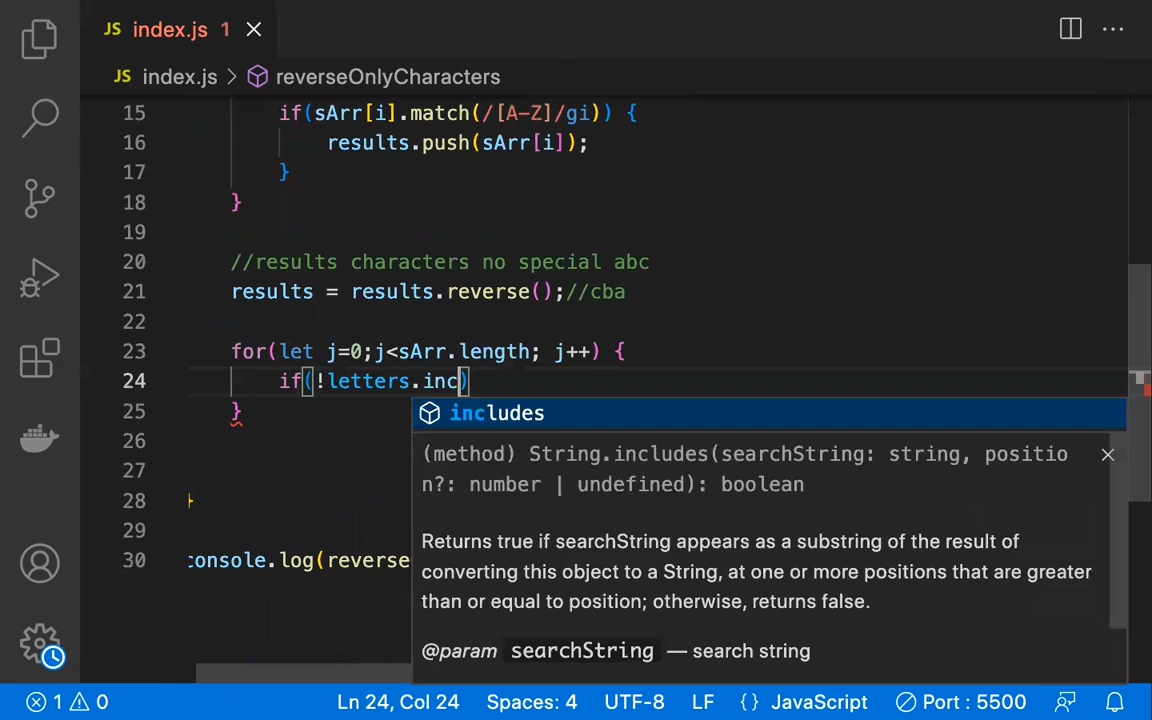 JS index.js 1
JS index.js > reverseOnlyCharacters
15 if(sArr[i].match(/[A-Z]/gi)) {
16 results.push(sArr[i]);
17 }
18 }
19
20 //results characters no special abc
21 results = results.reverse();//cba
22
23 for(let j=0;j<sArr.length; j++) {
24 if(!letters.inc)
25 }
includes
26
(method) String.includes(searchString: string, positio
27
n?: number | undefined): boolean
28 }
29
Returns true if searchString appears as a substring of the result of
30 console.log(reverse
converting this object to a String, at one or more positions that are greater
than or equal to position; otherwise, returns false.
@param searchString — search string
1 0 Ln 24, Col 24 Spaces: 4 UTF-8 LF {} JavaScript Port : 5500